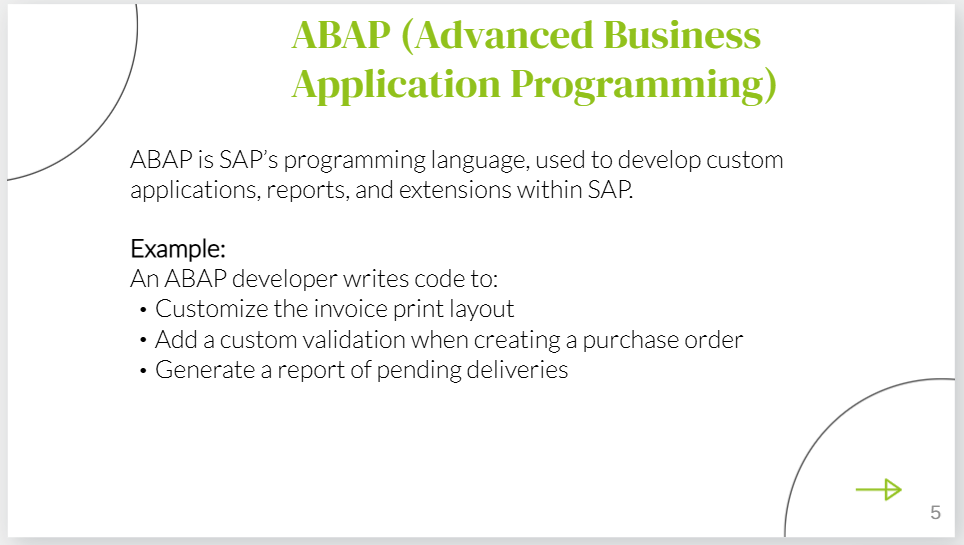 ABAP (Advanced Business
Application Programming)
ABAP is SAP’s programming language, used to develop custom
applications, reports, and extensions within SAP.
Example:
An ABAP developer writes code to:
• Customize the invoice print layout
• Add a custom validation when creating a purchase order
• Generate a report of pending deliveries
5